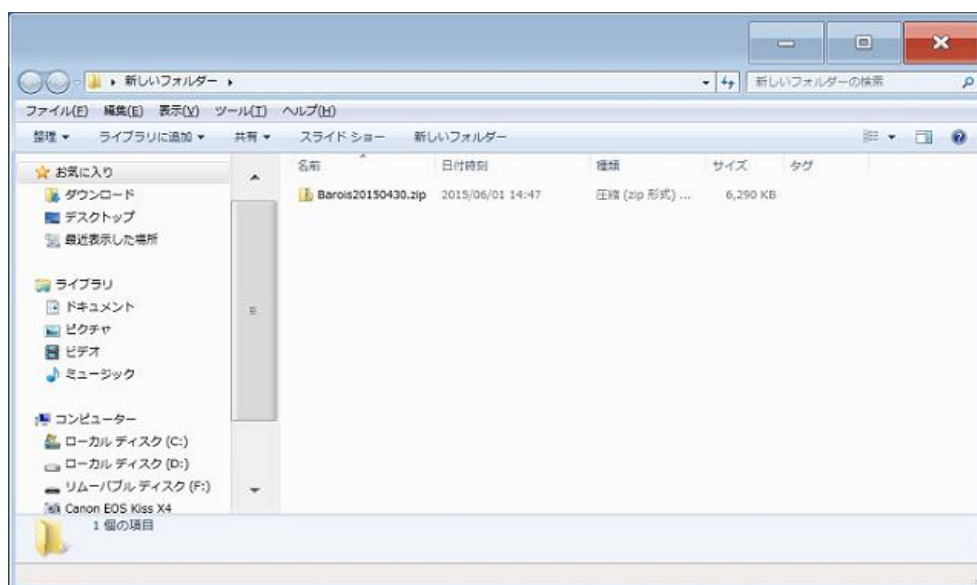 新しいフォルダー
新しいフォルダーの検索
ファイル(F) 編集(E) 表示(V) ツール(T) ヘルプ(H)
整理 ライブラリに追加 共有 スライド ショー 新しいフォルダー
お気に入り
ダウンロード
デスクトップ
最近表示した場所
ライブラリ
ドキュメント
ピクチャ
ビデオ
ミュージック
コンピューター
ローカル ディスク (C:)
ローカル ディスク (D:)
リムーバブル ディスク (F:)
Canon EOS Kiss X4
名前 日付時刻 種類 サイズ タグ
Barois20150430.zip 2015/06/01 14:47 圧縮 (zip 形式) ... 6,290 KB
1 個の項目